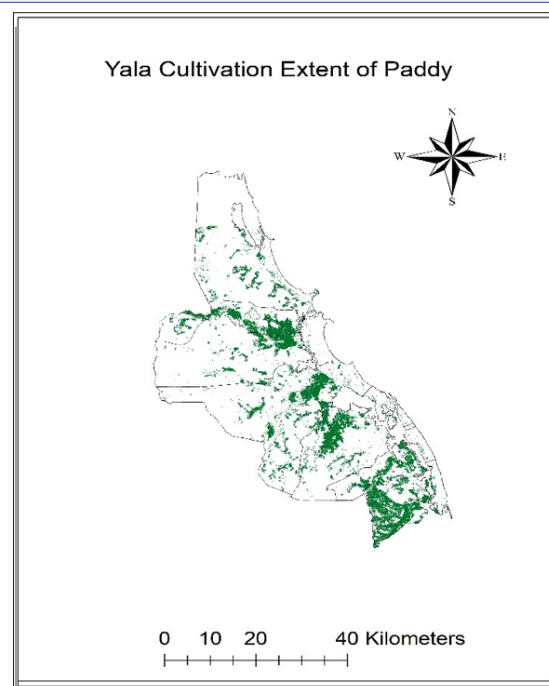 Yala Cultivation Extent of Paddy
N
W E
S
0 10 20 40 Kilometers